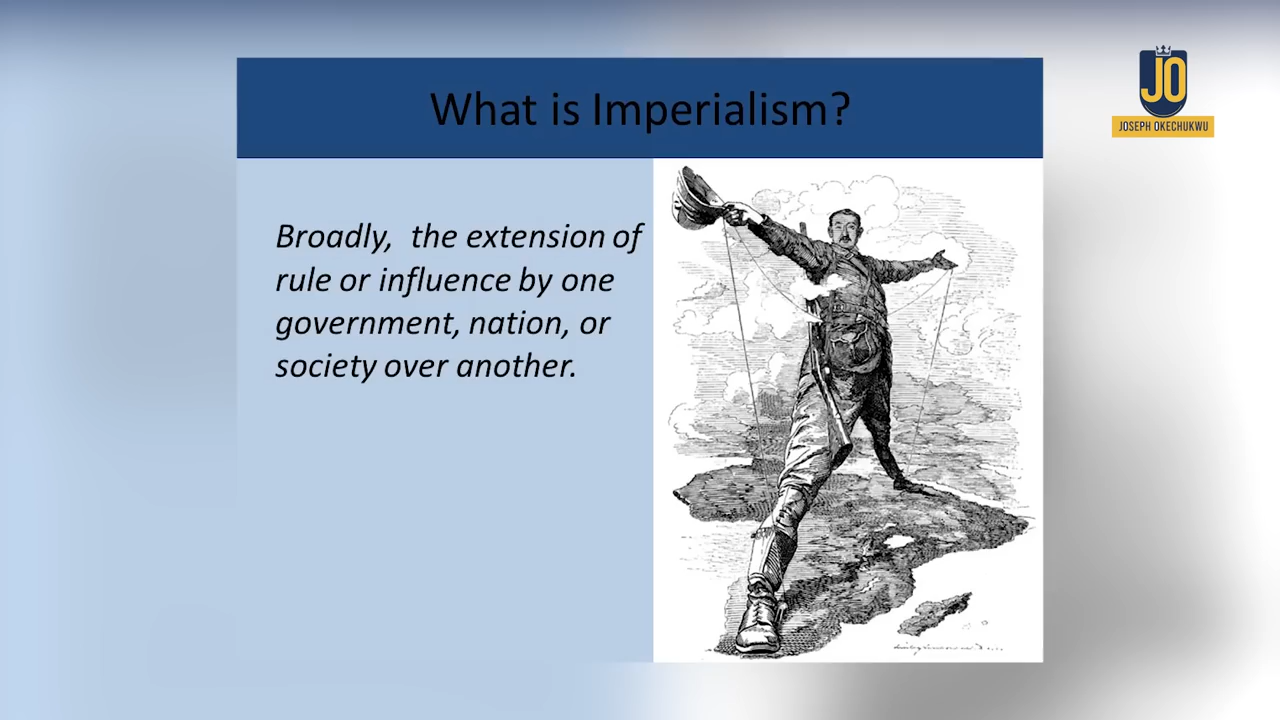 What is Imperialism?
Broadly, the extension of
rule or influence by one
government, nation, or
society over another.
JO
JOSEPH OKECHUKWU